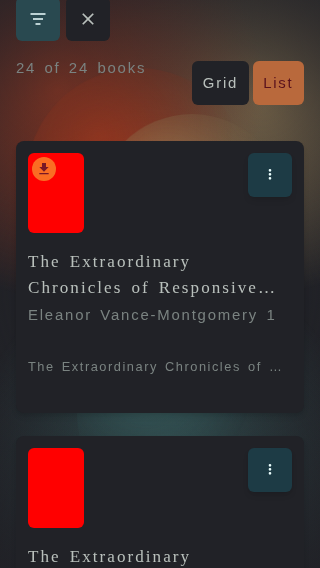 24 of 24 books
Grid
List
The Extraordinary
Chronicles of Responsive…
Eleanor Vance-Montgomery 1
The Extraordinary Chronicles of …
The Extraordinary